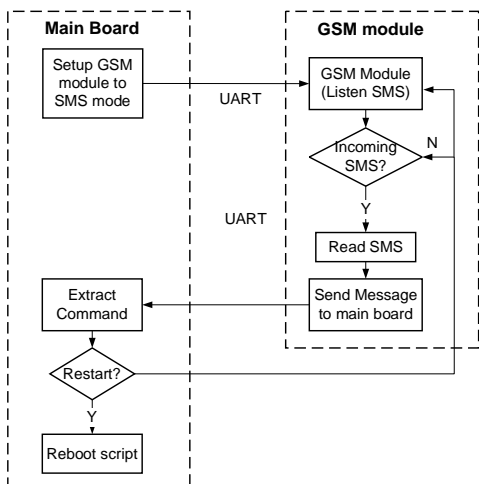 Main Board
GSM module
Setup GSM
module to
SMS mode
UART
GSM Module
(Listen SMS)
Incoming
SMS?
N
Y
UART
Read SMS
Send Message
to main board
Extract
Command
Restart?
Y
Reboot script